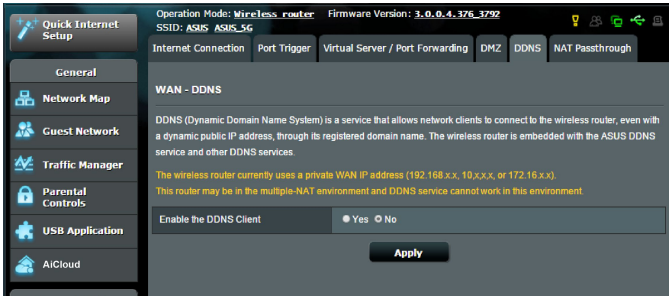 Quick Internet
Setup
General
Network Map
Guest Network
Traffic Manager
Parental
Controls
USB Application
AiCloud
Operation Mode: Wireless router Firmware Version: 3.0.0.4.376_3792
SSID: ASUS ASUS_5G
Internet Connection Port Trigger Virtual Server / Port Forwarding DMZ DDNS NAT Passthrough
WAN - DDNS
DDNS (Dynamic Domain Name System) is a service that allows network clients to connect to the wireless router, even with
a dynamic public IP address, through its registered domain name. The wireless router is embedded with the ASUS DDNS
service and other DDNS services.
The wireless router currently uses a private WAN IP address (192.168.x.x, 10,x,x,x, or 172.16.x.x).
This router may be in the multiple-NAT environment and DDNS service cannot work in this environment.
Enable the DDNS Client Yes No
Apply